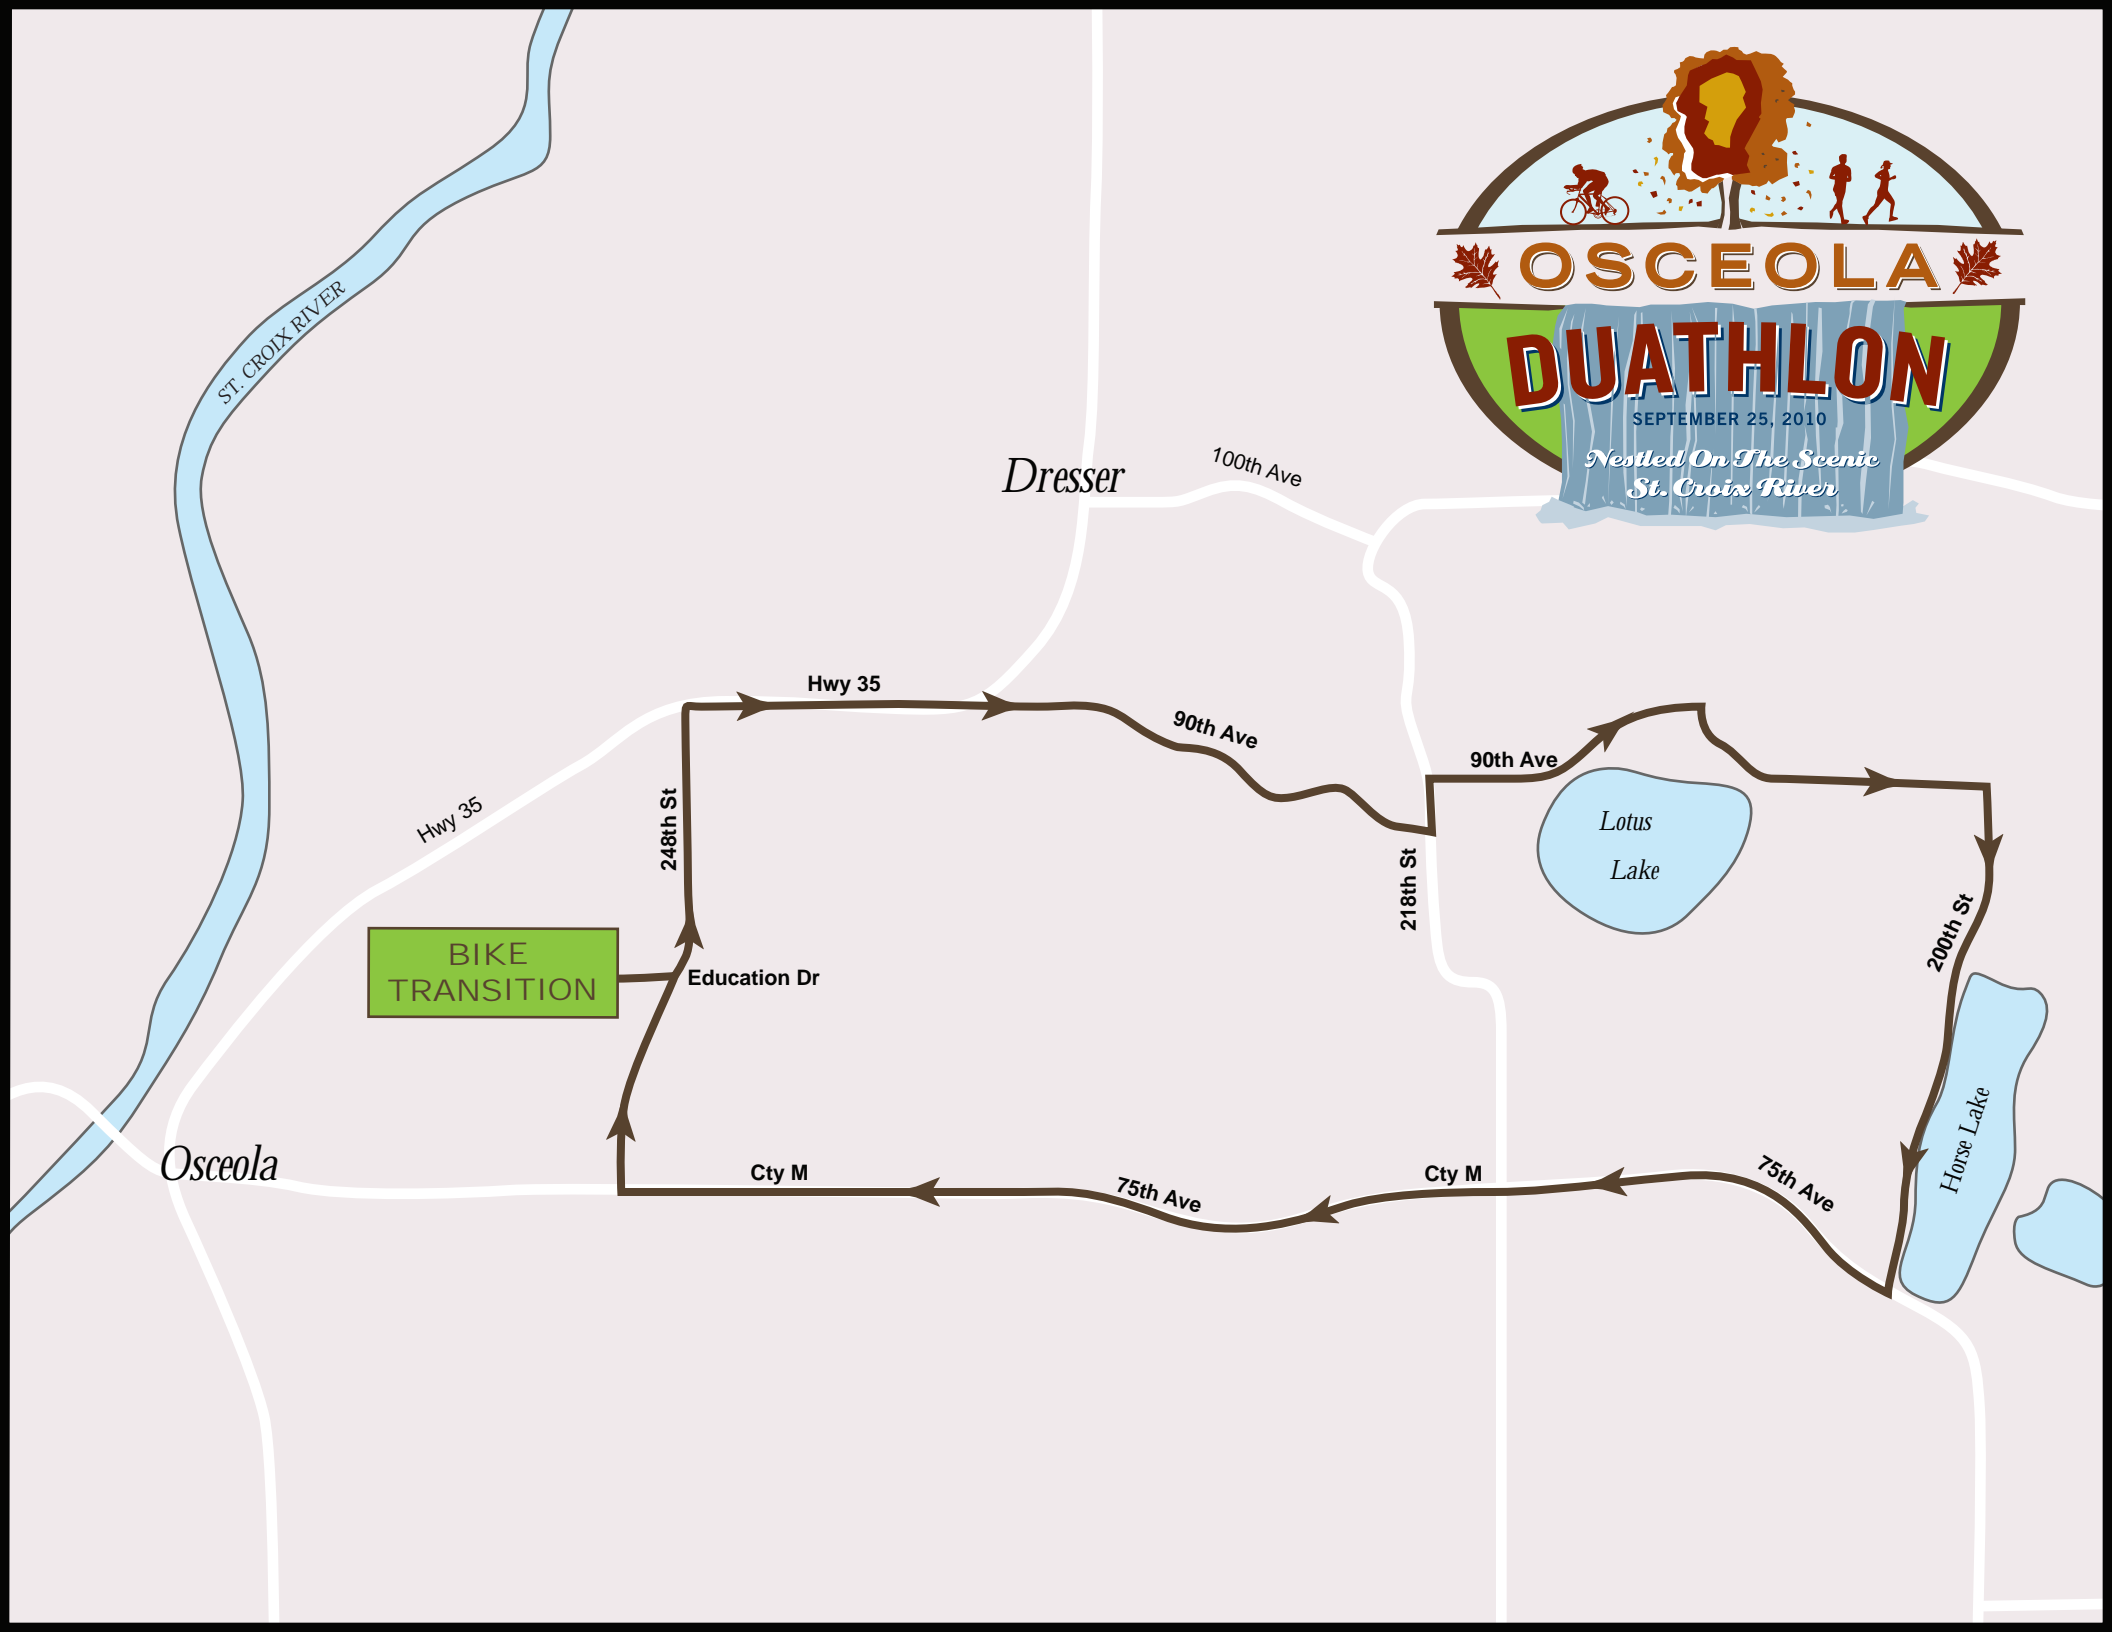 OSCEOLA
DUATHLON
SEPTEMBER 25, 2010
Nestled On The Scenic
St. Croix River
ST. CROIX RIVER
Dresser
100th Ave
Hwy 35
90th Ave
90th Ave
Hwy 35
248th St
218th St
Lotus
Lake
200th St
BIKE
TRANSITION
Education Dr
Horse Lake
Osceola
Cty M
75th Ave
Cty M
75th Ave